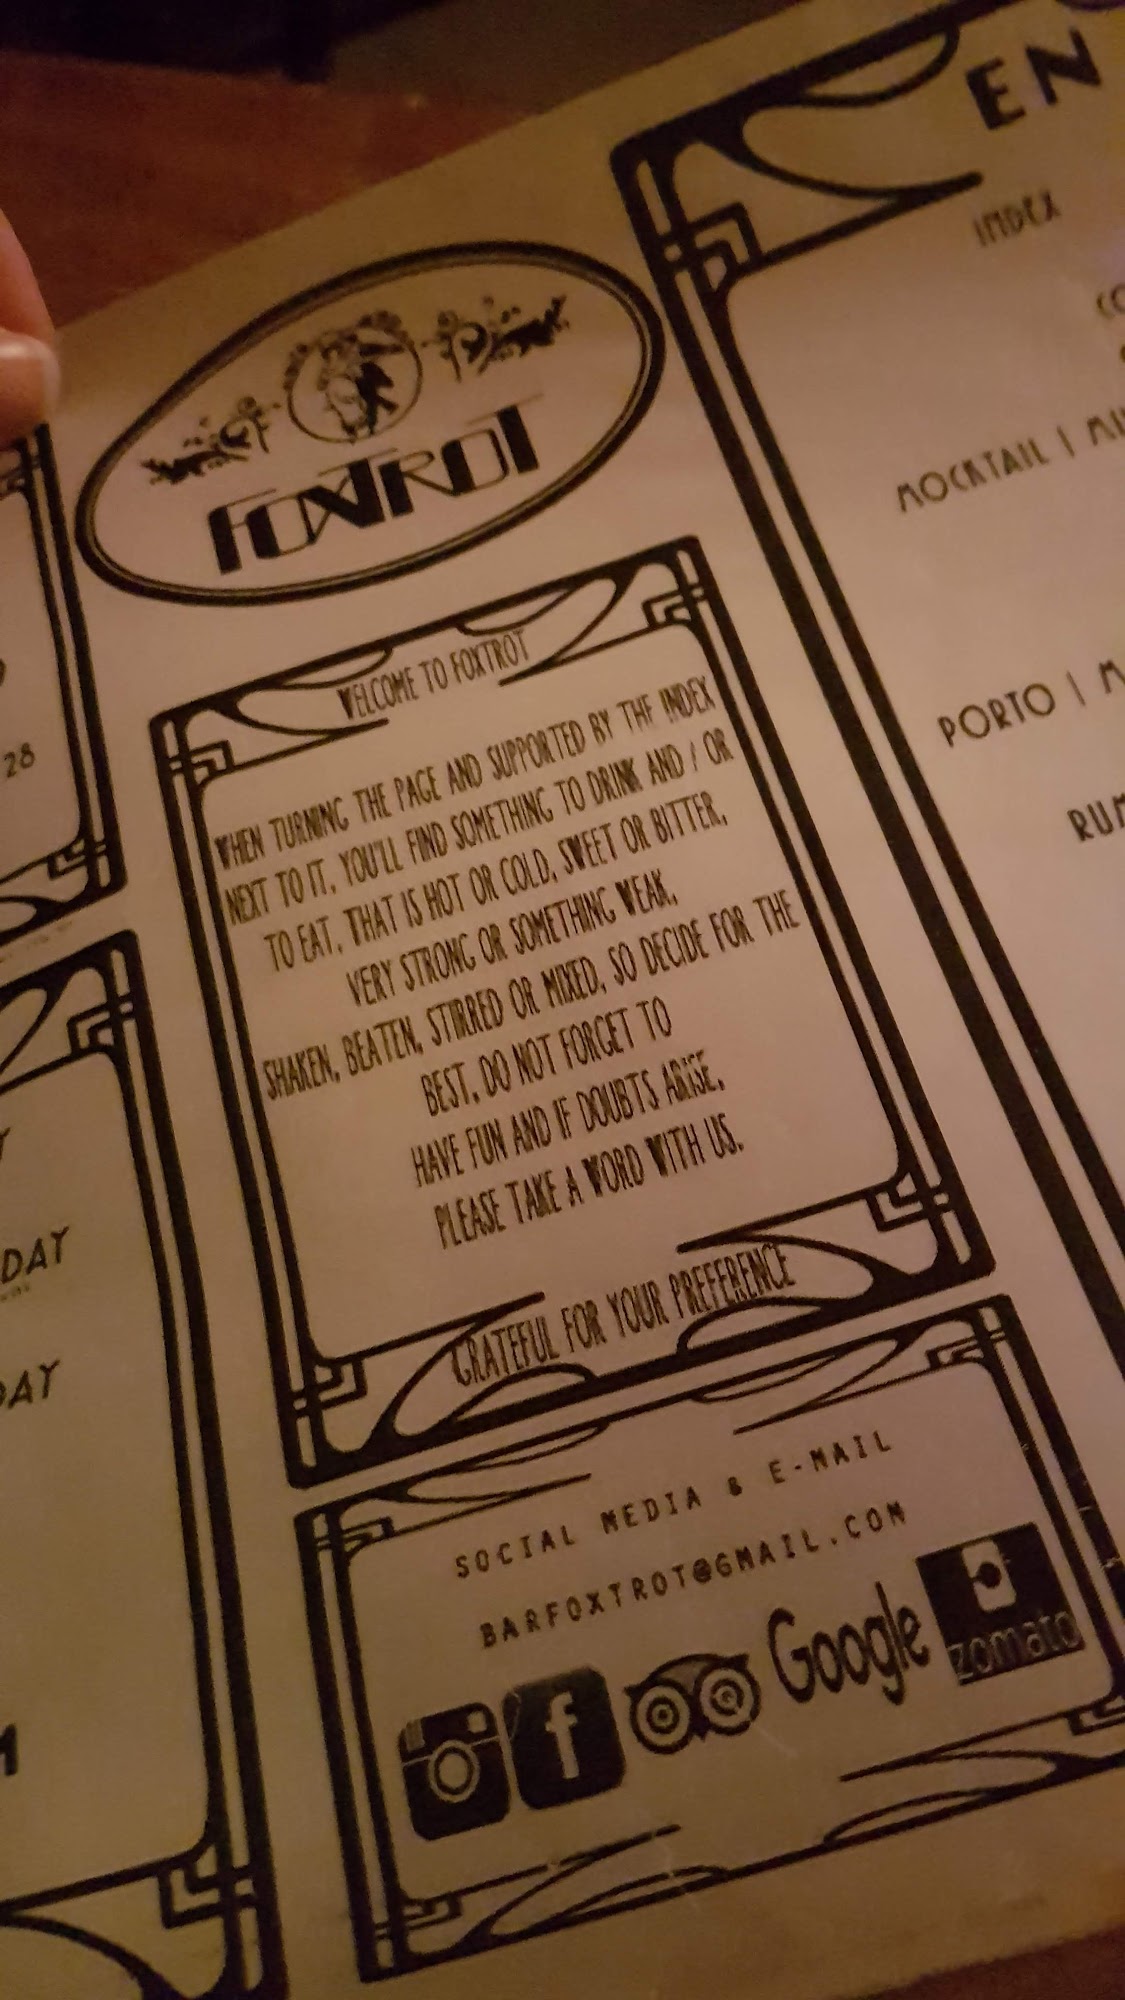 28
DAY
FOXTROT
WELCOME TO FOXTROT
WHEN TURNING THE PAGE AND SUPPORTED BY THE INDEX
NEXT TO IT, YOU'LL FIND SOMETHING TO DRINK AND / OR
TO EAT, THAT IS HOT OR COLD, SWEET OR BITTER,
VERY STRONG OR SOMETHING WEAK,
SHAKEN, BEATEN, STIRRED OR MIXED, SO DECIDE FOR THE
BEST, DO NOT FORGET TO
HAVE FUN AND IF DOUBTS ARISE,
PLEASE TAKE A WORD WITH US.
GRATEFUL FOR YOUR PREFERENCE
SOCIAL MEDIA & E-MAIL
BARFOXTROT@GMAIL.COM
f
Google
zomato
EN
INDEX
MOCKTAIL |
PORTO |
RUM